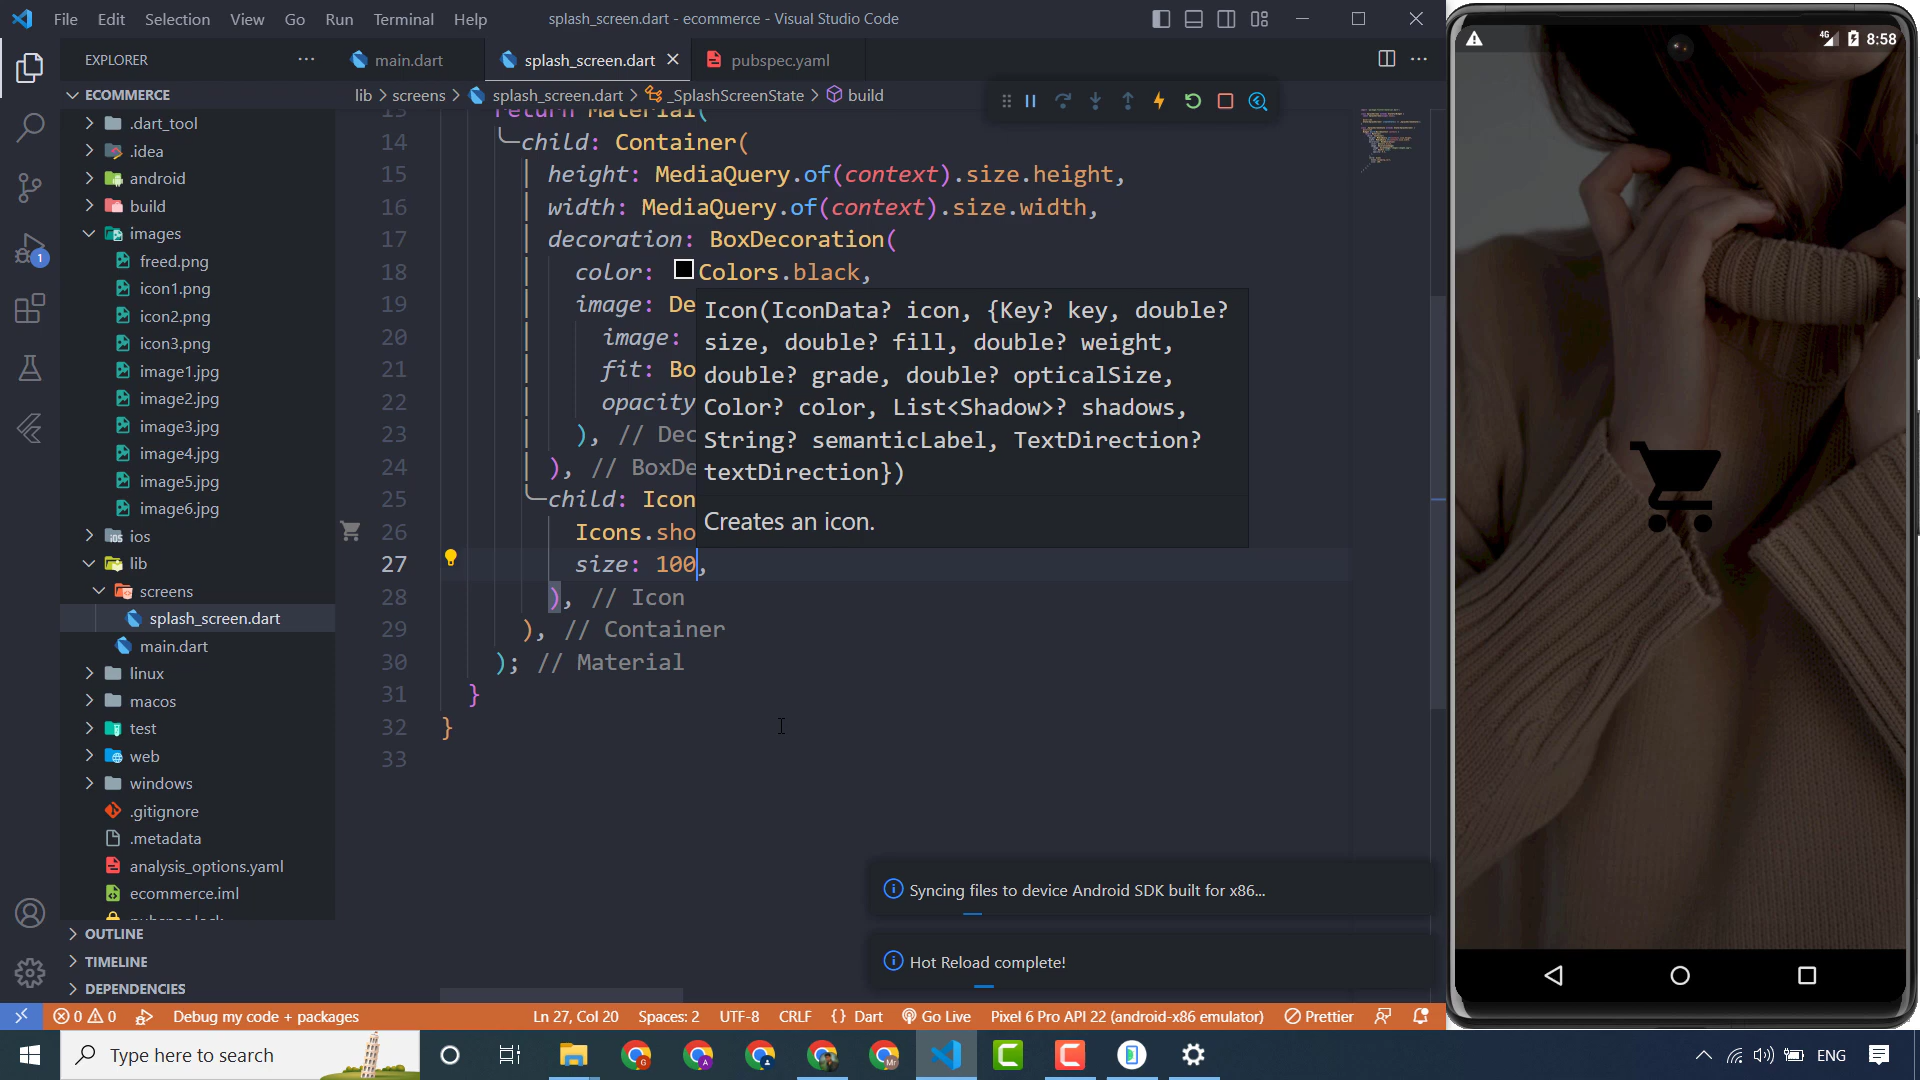 File Edit Selection View Go Run Terminal Help
splash_screen.dart - ecommerce - Visual Studio Code
EXPLORER
main.dart
splash_screen.dart
pubspec.yaml
lib > screens > splash_screen.dart > _SplashScreenState > build
ECOMMERCE
.dart_tool
.idea
android
build
images
freed.png
icon1.png
icon2.png
icon3.png
image1.jpg
image2.jpg
image3.jpg
image4.jpg
image5.jpg
image6.jpg
ios
lib
screens
splash_screen.dart
main.dart
linux
macos
test
web
windows
.gitignore
.metadata
analysis_options.yaml
ecommerce.iml
pubspec.lock
OUTLINE
TIMELINE
DEPENDENCIES
13 return Material(
14 child: Container(
15 height: MediaQuery.of(context).size.height,
16 width: MediaQuery.of(context).size.width,
17 decoration: BoxDecoration(
18 color: Colors.black,
19 image: De
20 image:
21 fit: Bo
22 opacity
23 ), // Dec
24 ), // BoxDe
25 child: Icon
26 Icons.sho
27 size: 100,
28 ), // Icon
29 ), // Container
30 ); // Material
31 }
32 }
33
Icon(IconData? icon, {Key? key, double?
size, double? fill, double? weight,
double? grade, double? opticalSize,
Color? color, List<Shadow>? shadows,
String? semanticLabel, TextDirection?
textDirection})
Creates an icon.
Syncing files to device Android SDK built for x86...
Hot Reload complete!
1
0 0 Debug my code + packages
Ln 27, Col 20 Spaces: 2 UTF-8 CRLF {} Dart Go Live Pixel 6 Pro API 22 (android-x86 emulator) Prettier
Type here to search
ENG
4G 8:58